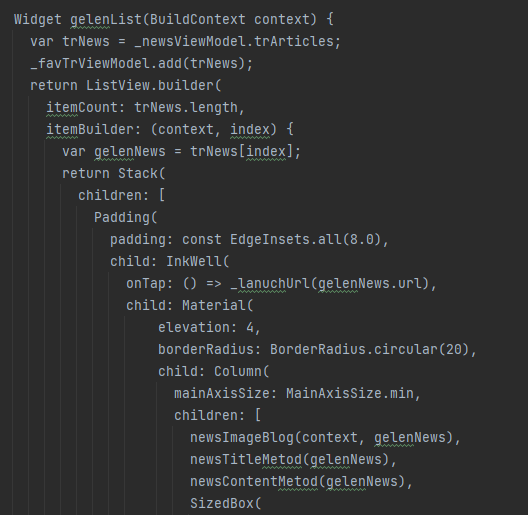 Widget gelenList(BuildContext context) {
var trNews = _newsViewModel.trArticles;
_favTrViewModel.add(trNews);
return ListView.builder(
itemCount: trNews.length,
itemBuilder: (context, index) {
var gelenNews = trNews[index];
return Stack(
children: [
Padding(
padding: const EdgeInsets.all(8.0),
child: InkWell(
onTap: () => _lanuchUrl(gelenNews.url),
child: Material(
elevation: 4,
borderRadius: BorderRadius.circular(20),
child: Column(
mainAxisSize: MainAxisSize.min,
children: [
newsImageBlog(context, gelenNews),
newsTitleMetod(gelenNews),
newsContentMetod(gelenNews),
SizedBox(